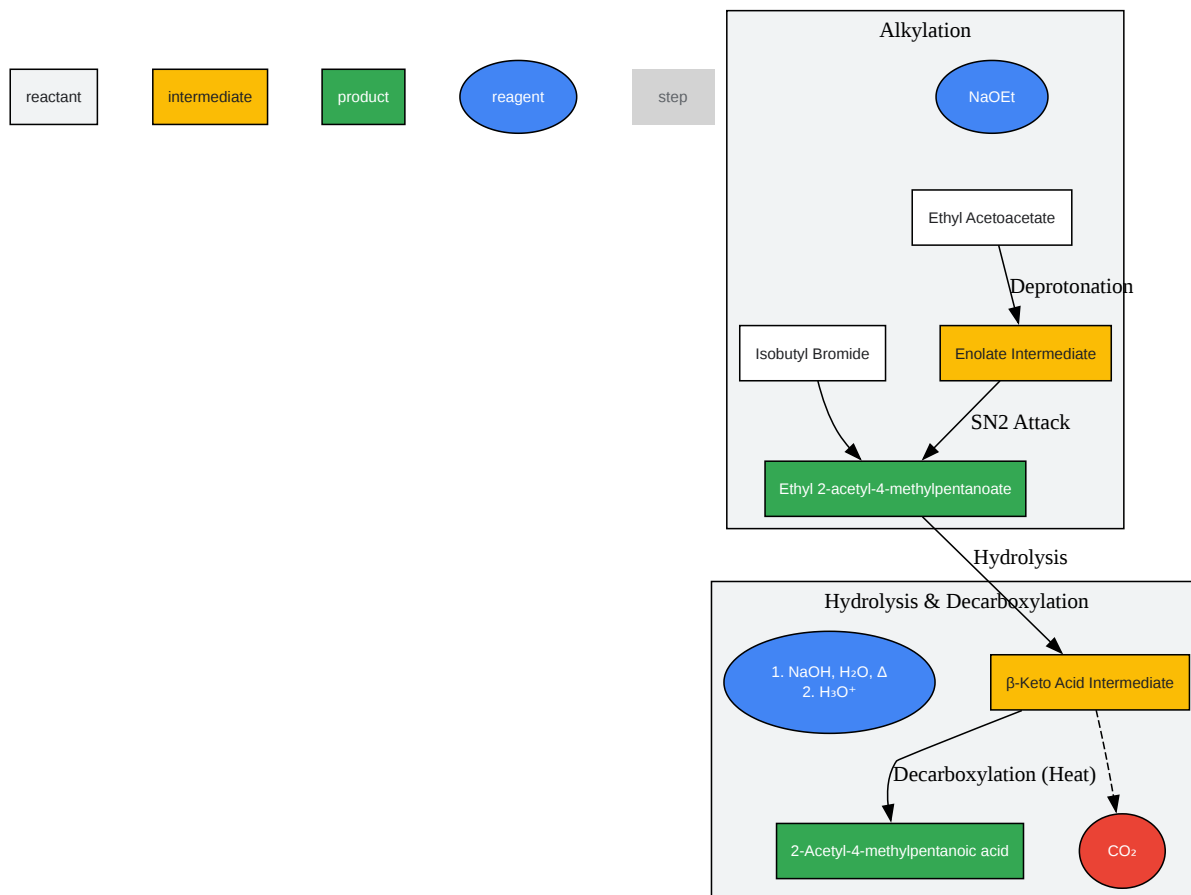 Alkylation
reactant
intermediate
product
reagent
step
NaOEt
Ethyl Acetoacetate
Deprotonation
Isobutyl Bromide
Enolate Intermediate
SN2 Attack
Ethyl 2-acetyl-4-methylpentanoate
Hydrolysis
Hydrolysis & Decarboxylation
1. NaOH, H₂O, Δ
2. H₃O⁺
β-Keto Acid Intermediate
Decarboxylation (Heat)
2-Acetyl-4-methylpentanoic acid
CO₂